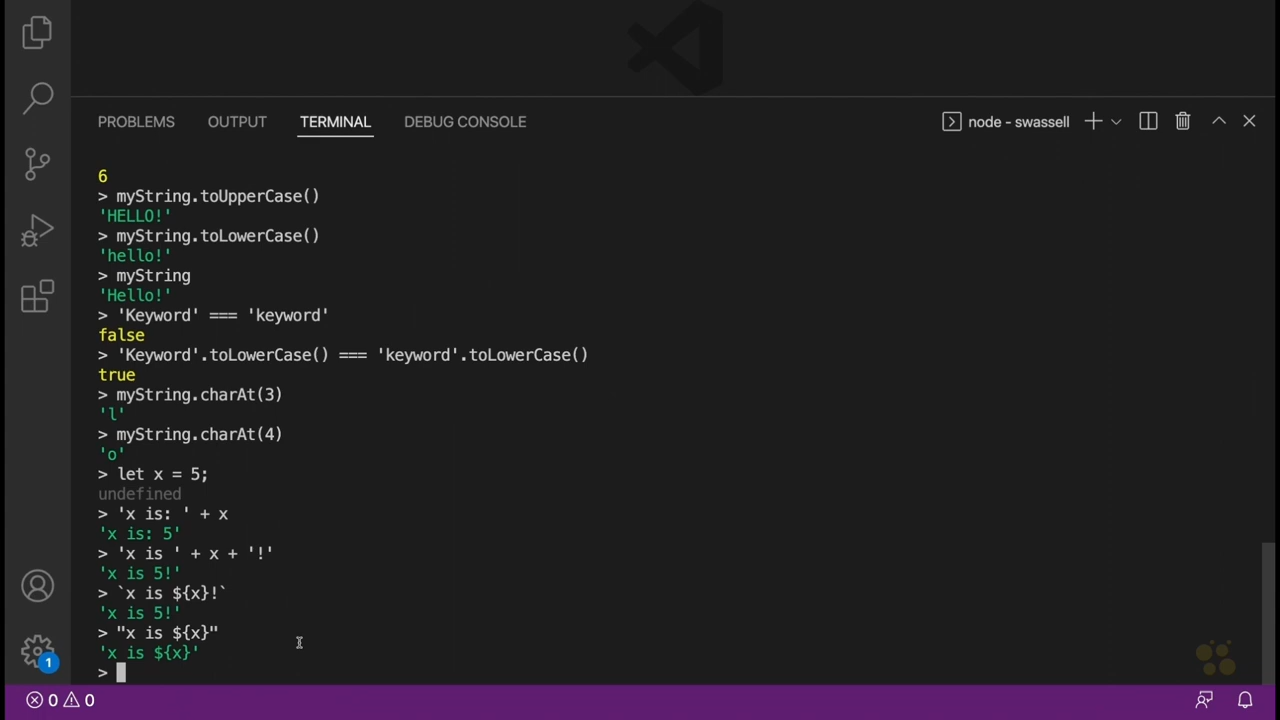 PROBLEMS OUTPUT TERMINAL DEBUG CONSOLE node - swassell
6
> myString.toUpperCase()
'HELLO!'
> myString.toLowerCase()
'hello!'
> myString
'Hello!'
> 'Keyword' === 'keyword'
false
> 'Keyword'.toLowerCase() === 'keyword'.toLowerCase()
true
> myString.charAt(3)
'l'
> myString.charAt(4)
'o'
> let x = 5;
undefined
> 'x is: ' + x
'x is: 5'
> 'x is ' + x + '!'
'x is 5!'
> `x is ${x}!`
'x is 5!'
> "x is ${x}"
'x is ${x}'
>
1
0 0